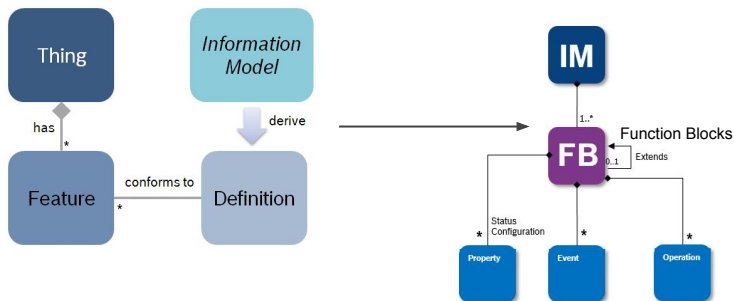 Thing
Information
Model
has
*
derive
Feature
conforms to
*
Definition
IM
1..*
FB
Function Blocks
0..1
Extends
Status
Configuration
*
*
*
Property
Event
Operation